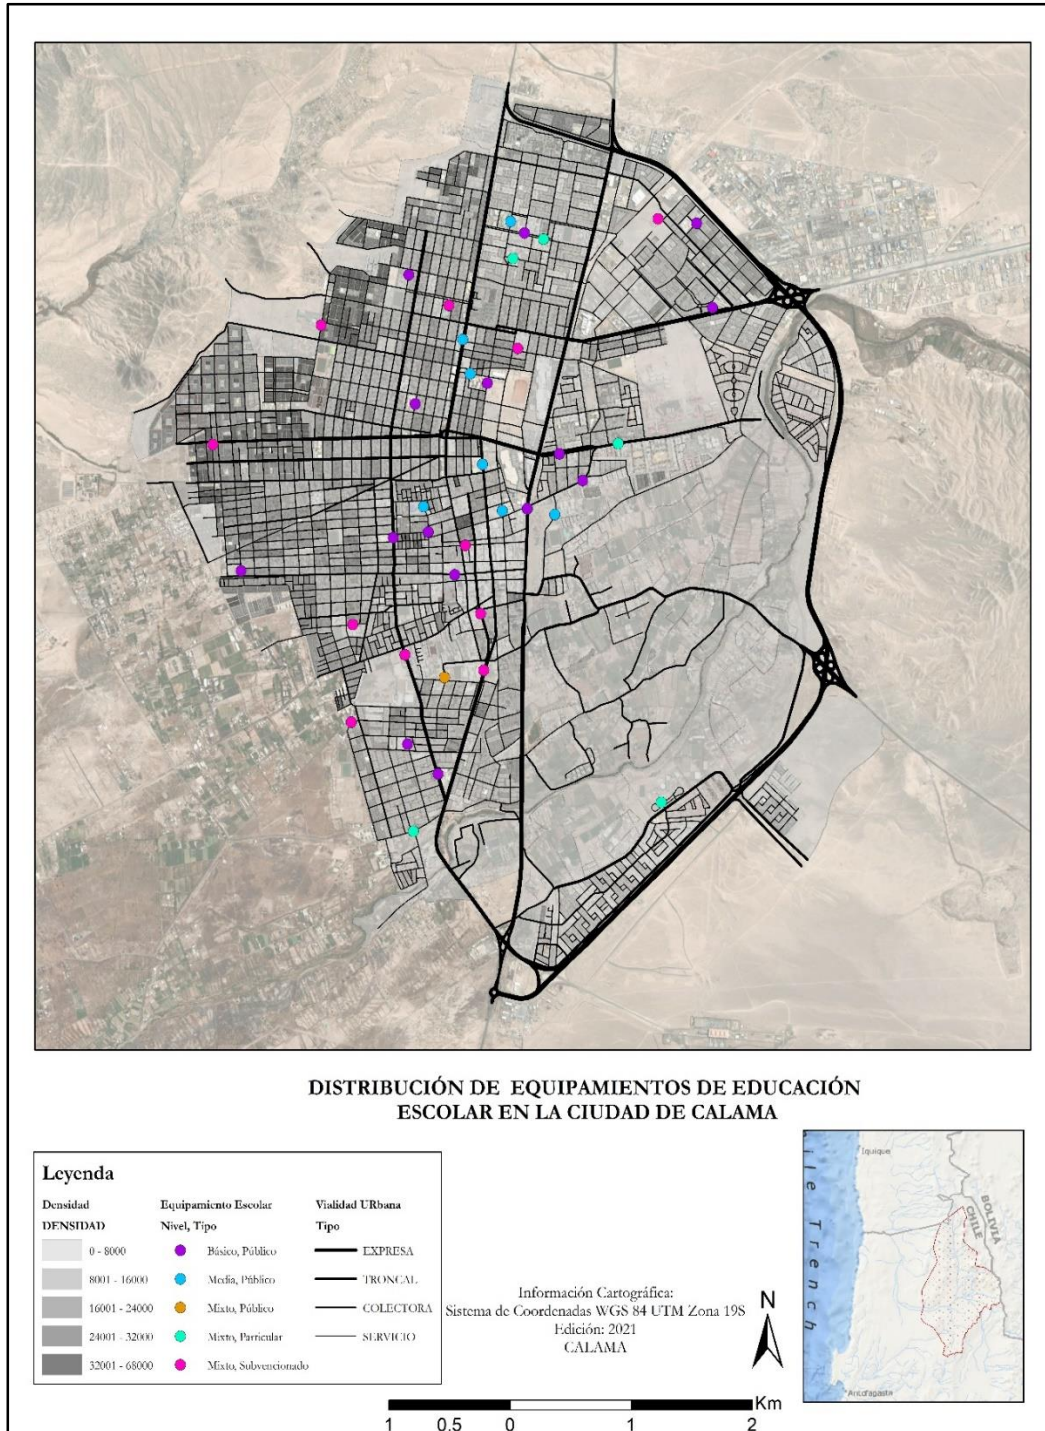 DISTRIBUCIÓN DE EQUIPAMIENTOS DE EDUCACIÓN
ESCOLAR EN LA CIUDAD DE CALAMA
Leyenda
Densidad
DENSIDAD
0 - 8000
8001 - 16000
16001 - 24000
24001 - 32000
32001 - 68000
Equipamiento Escolar
Nivel, Tipo
Básico, Público
Media, Público
Mixto, Público
Mixto, Particular
Mixto, Subvencionado
Vialidad URbana
Tipo
EXPRESA
TRONCAL
COLECTORA
SERVICIO
Información Cartográfica:
Sistema de Coordenadas WGS 84 UTM Zona 19S
Edición: 2021
CALAMA
N
Km
1 0.5 0 1 2
Iquique
ile Trench
BOLIVIA
CHILE
Antofagasta